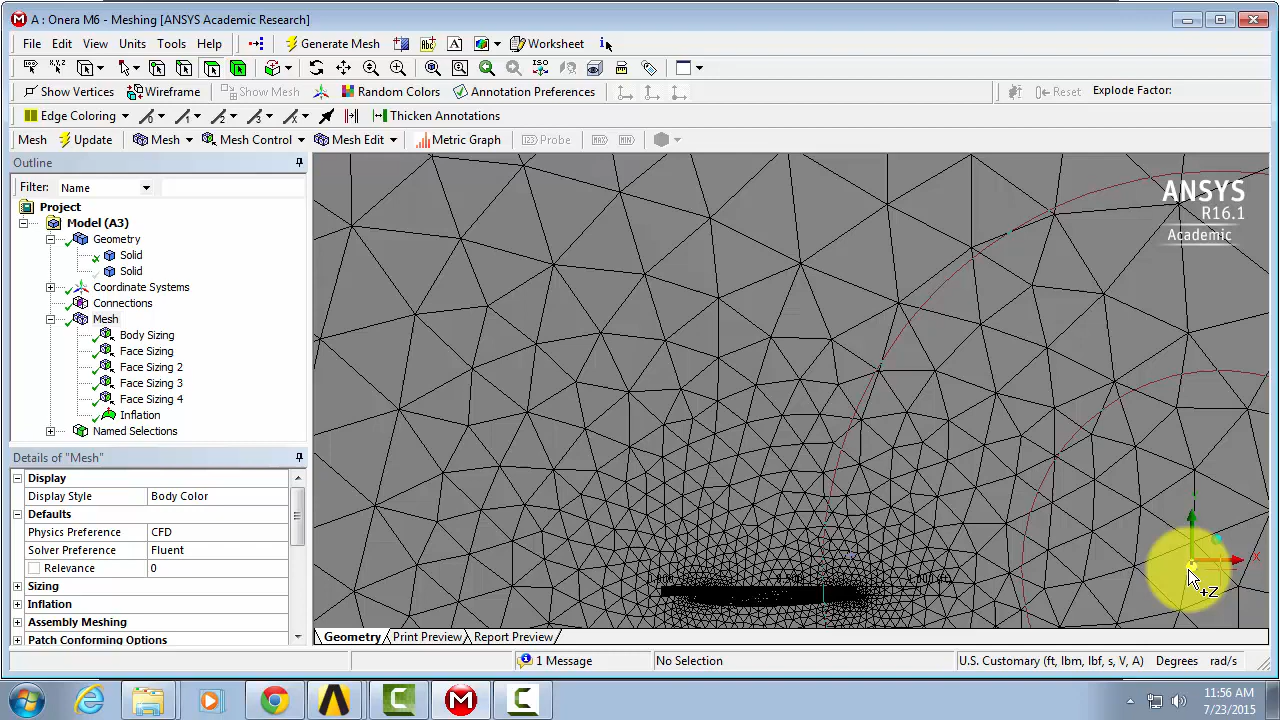 A : Onera M6 - Meshing [ANSYS Academic Research]
File Edit View Units Tools Help Generate Mesh Worksheet
Show Vertices Wireframe Show Mesh Random Colors Annotation Preferences Reset Explode Factor:
Edge Coloring Thicken Annotations
Mesh Update Mesh Mesh Control Mesh Edit Metric Graph Probe
Outline
Filter: Name
Project
Model (A3)
Geometry
Solid
Solid
Coordinate Systems
Connections
Mesh
Body Sizing
Face Sizing
Face Sizing 2
Face Sizing 3
Face Sizing 4
Inflation
Named Selections
Details of "Mesh"
Display
Display Style Body Color
Defaults
Physics Preference CFD
Solver Preference Fluent
Relevance 0
Sizing
Inflation
Assembly Meshing
Patch Conforming Options
ANSYS
R16.1
Academic
X
+Z
Geometry Print Preview Report Preview
1 Message No Selection U.S. Customary (ft, lbm, lbf, s, V, A) Degrees rad/s
11:56 AM
7/23/2015